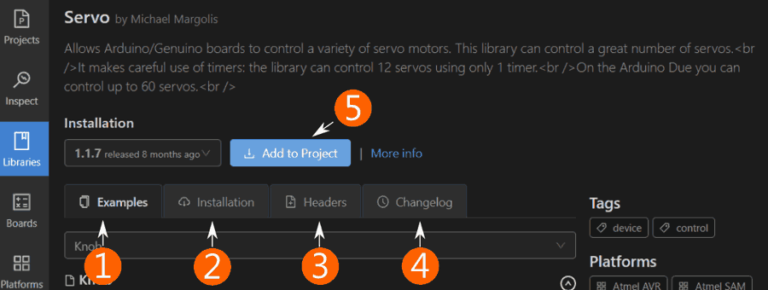 Servo by Michael Margolis
Projects
Allows Arduino/Genuino boards to control a variety of servo motors. This library can control a great number of servos.<br
/>It makes careful use of timers: the library can control 12 servos using only 1 timer.<br />On the Arduino Due you can
control up to 60 servos.<br />
Inspect
Installation
5
1.1.7 released 8 months ago
Add to Project
| More info
Libraries
Examples
Installation
Headers
Changelog
Tags
Boards
device
control
Knob
1
2
3
4
Platforms
Platforms
Atmel AVR
Atmel SAM